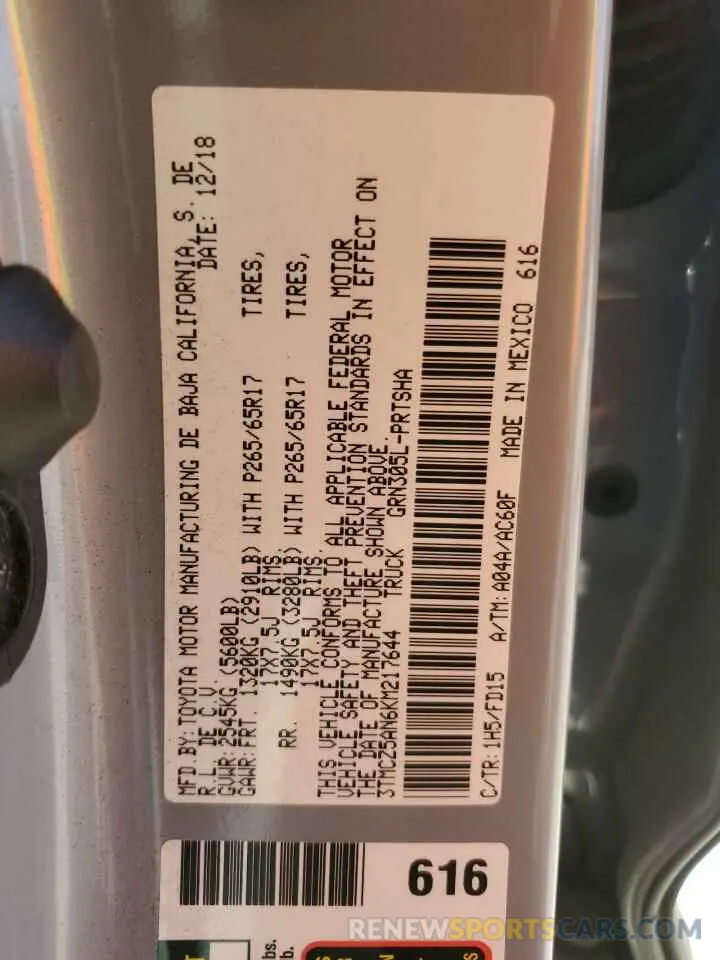 MFD.BY:TOYOTA MOTOR MANUFACTURING DE BAJA CALIFORNIA, S. DE
R.L. DE C.V. DATE: 12/18
GVWR:2545KG (5600LB)
GAWR:FRT. 1320KG (2910LB) WITH P265/65R17 TIRES,
17X7.5J RIMS
RR. 1490KG (3280LB) WITH P265/65R17 TIRES,
17X7.5J RIMS.
THIS VEHICLE CONFORMS TO ALL APPLICABLE FEDERAL MOTOR
VEHICLE SAFETY AND THEFT PREVENTION STANDARDS IN EFFECT ON
THE DATE OF MANUFACTURE SHOWN ABOVE.
3TMCZ5AN6KM217644 TRUCK GRN305L-PRTSHA
C/TR:1H5/FD15 A/TM:A04A/AC60F MADE IN MEXICO 616
616
RENEWSPORTSCARS.COM